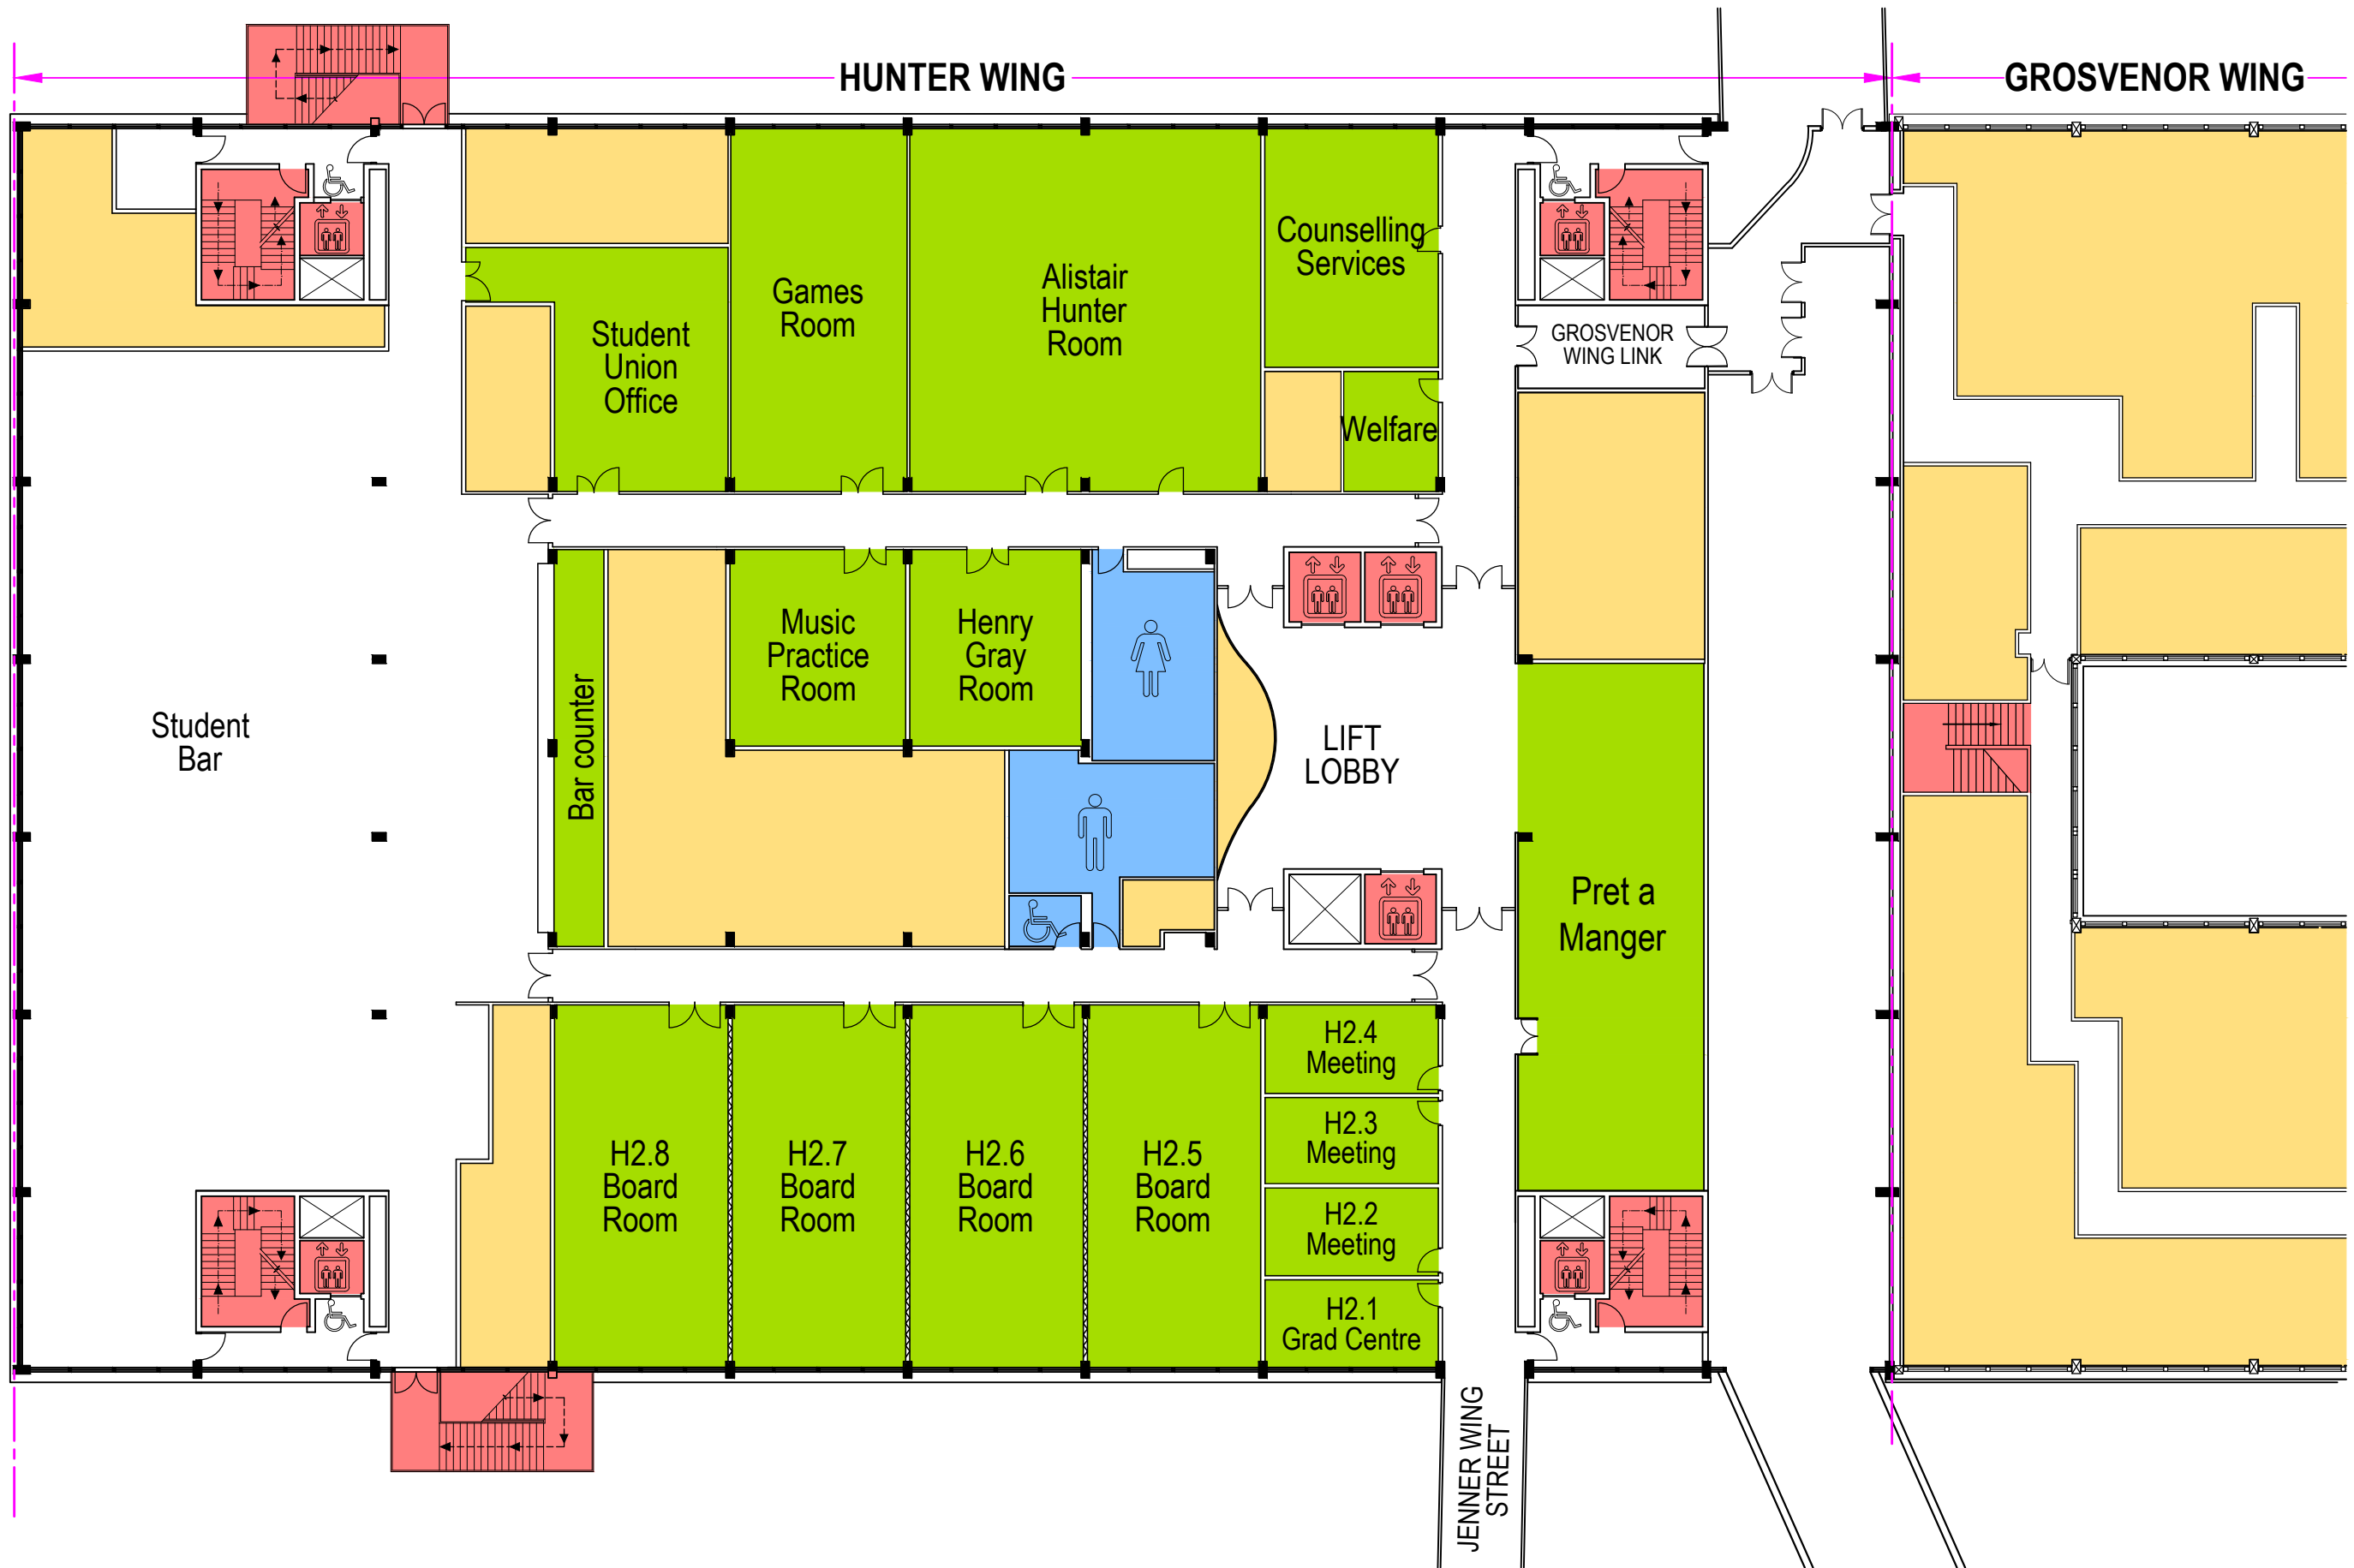 HUNTER WING
GROSVENOR WING
Counselling
Services
Games
Room
Alistair
Hunter
Room
Student
Union
Office
GROSVENOR
WING LINK
Welfare
Music
Practice
Room
Henry
Gray
Room
Student
Bar
Bar counter
LIFT
LOBBY
Pret a
Manger
H2.4
Meeting
H2.3
Meeting
H2.8
Board
Room
H2.7
Board
Room
H2.6
Board
Room
H2.5
Board
Room
H2.2
Meeting
H2.1
Grad Centre
JENNER WING
STREET